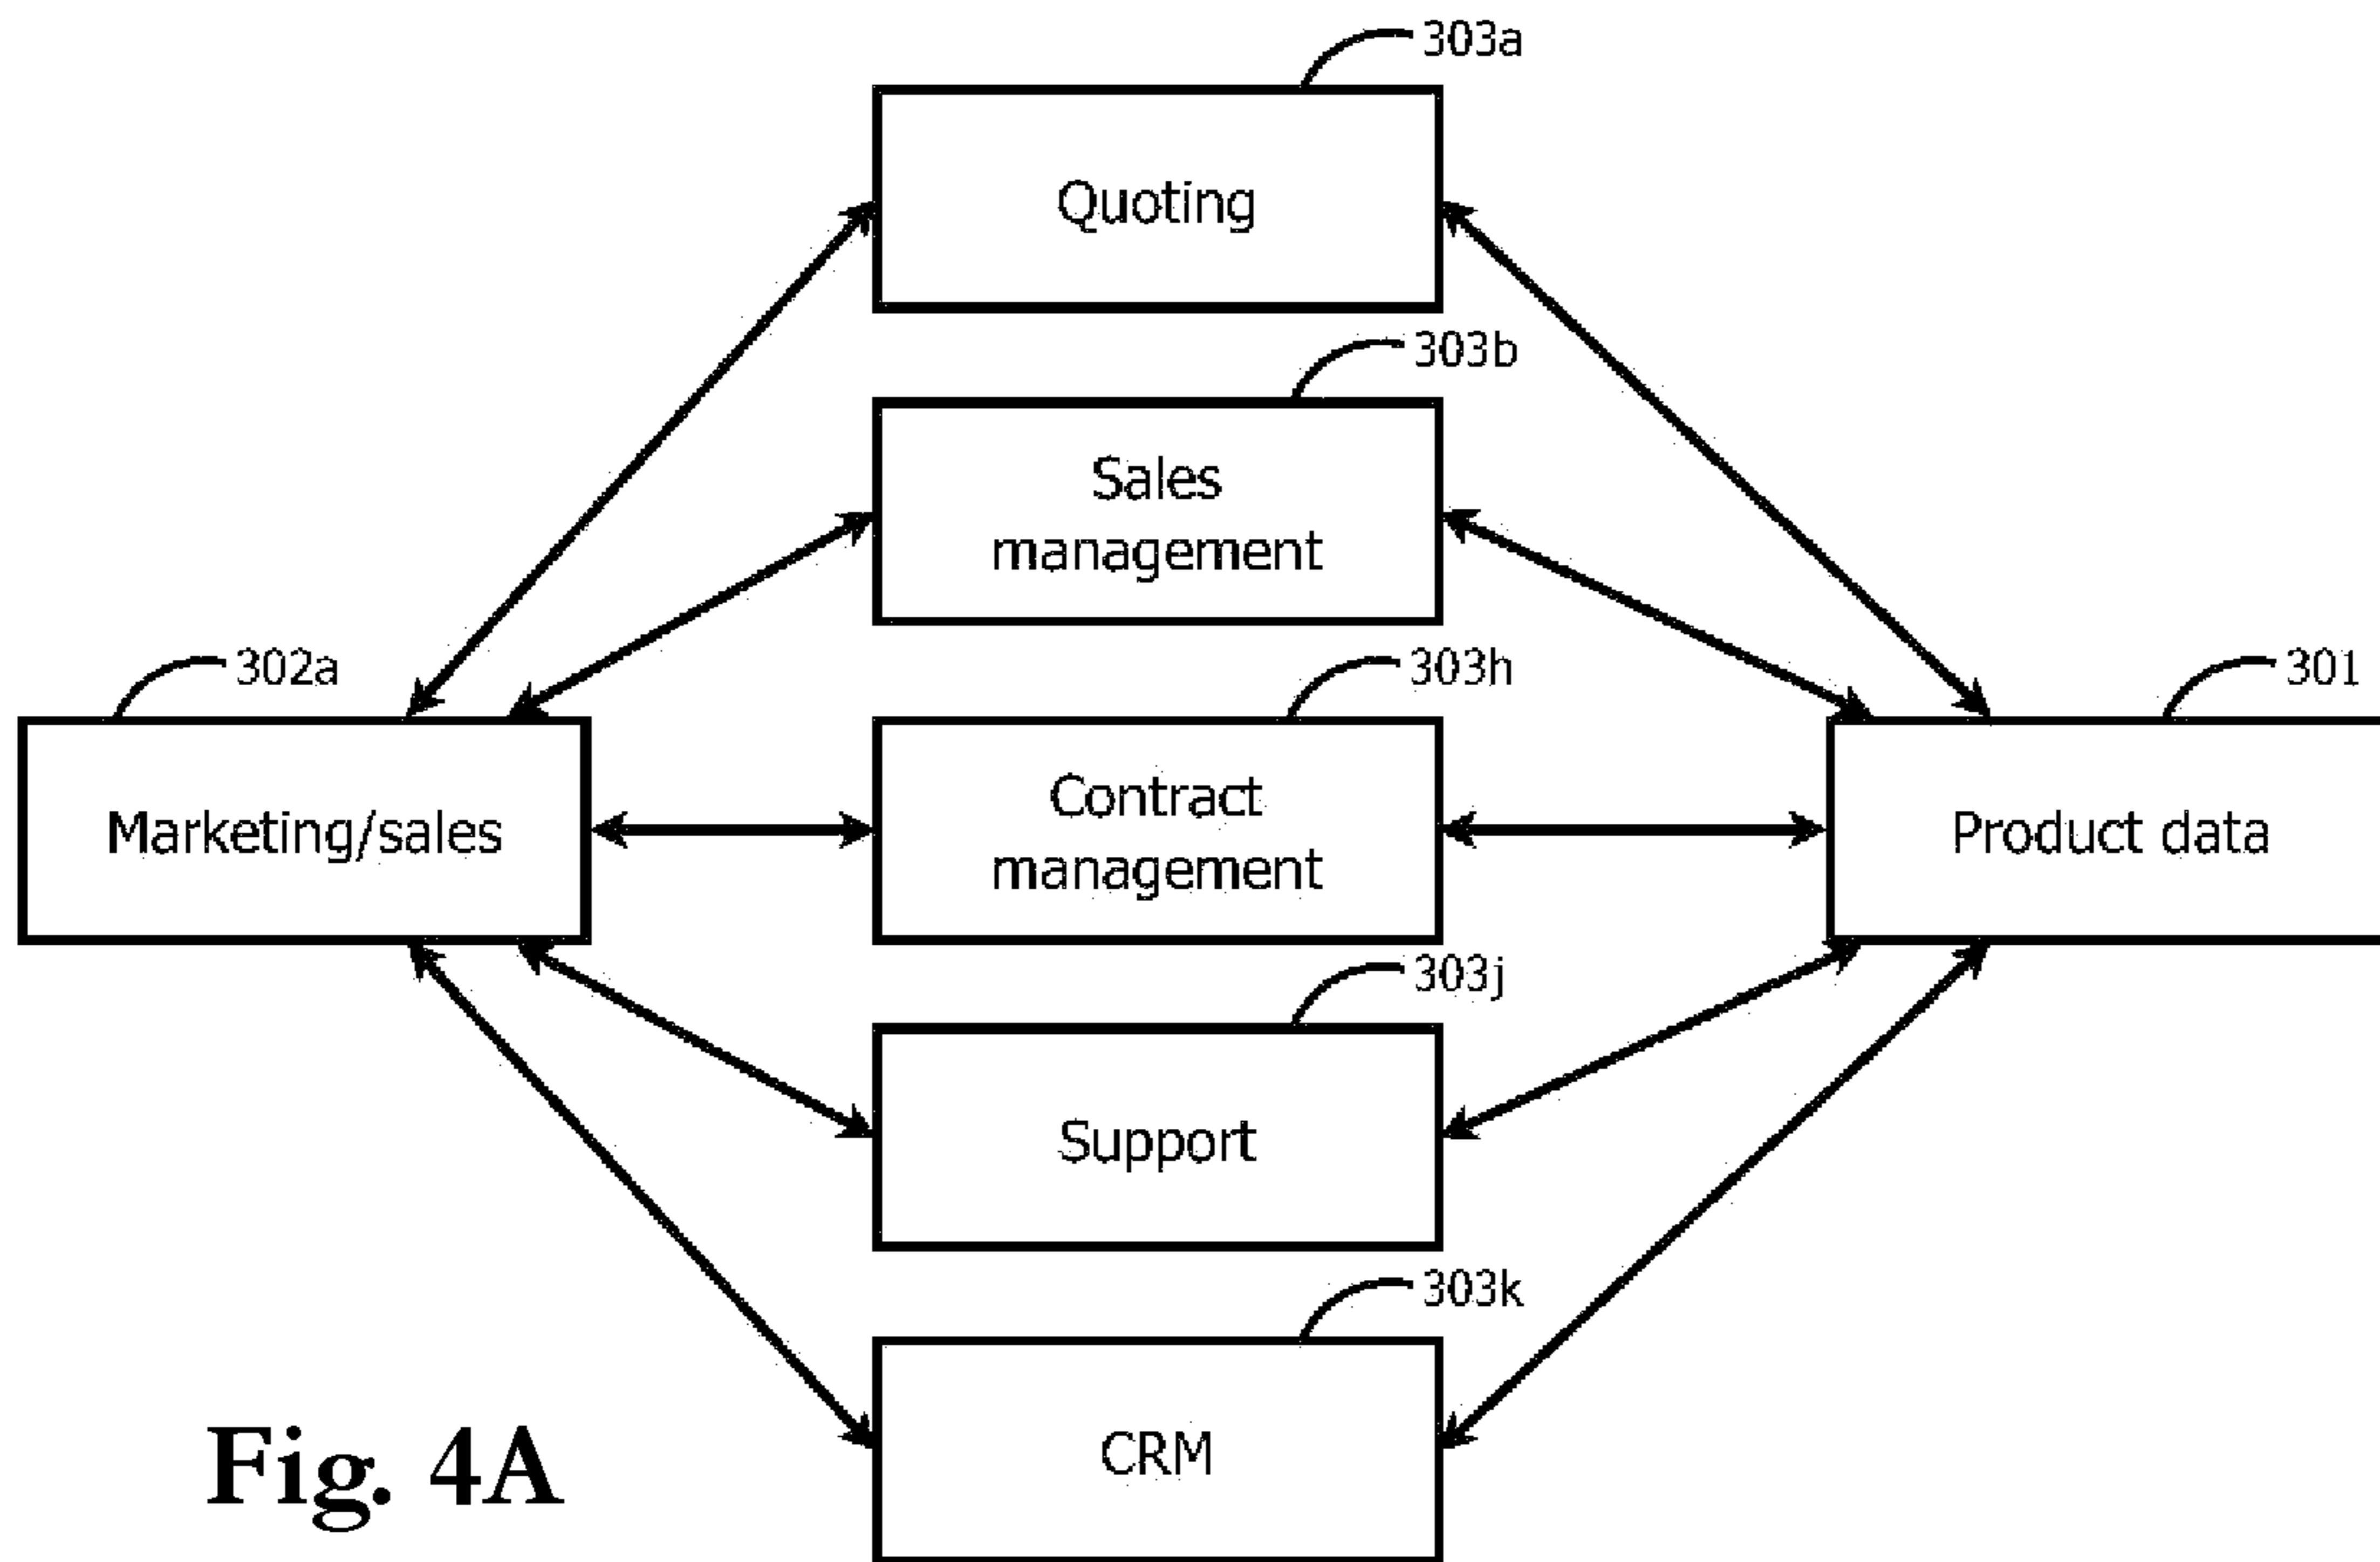 303a
Quoting
303b
Sales
management
302a
303h
301
Marketing/sales
Contract
management
Product data
303j
Support
303k
CRM
Fig. 4A